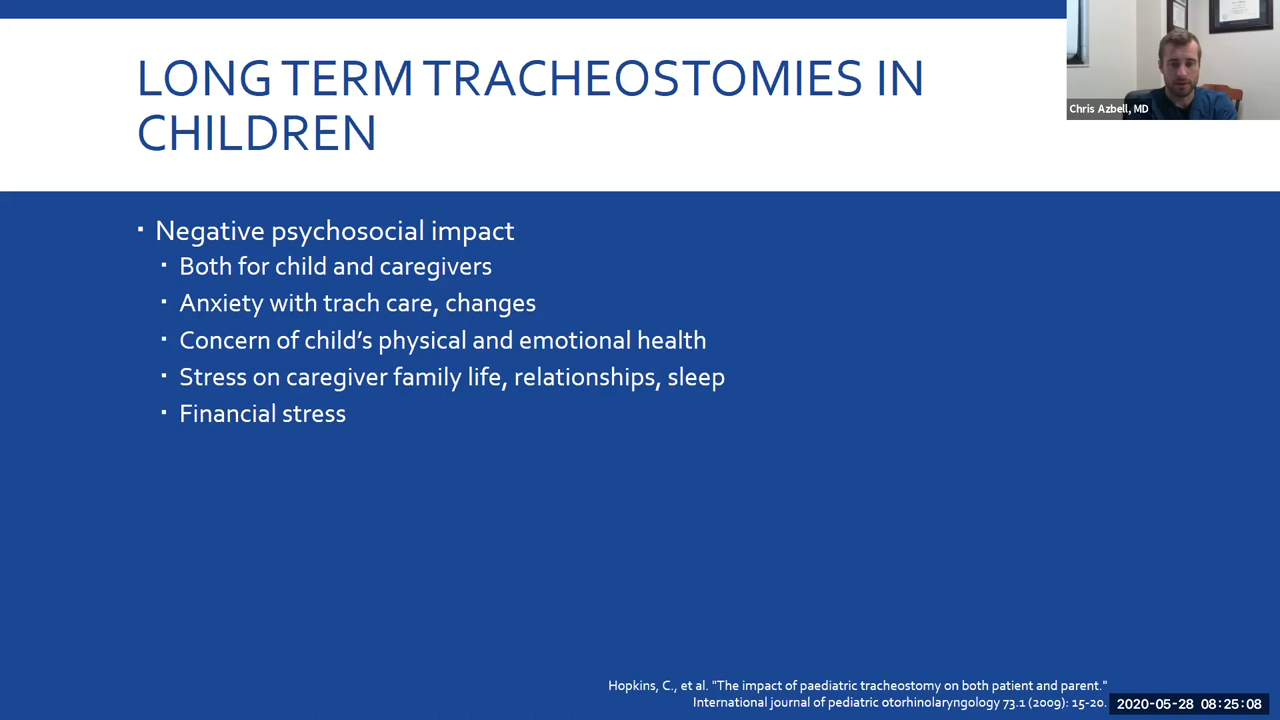 LONG TERM TRACHEOSTOMIES IN
CHILDREN
Chris Azbell, MD
▪ Negative psychosocial impact
▪ Both for child and caregivers
▪ Anxiety with trach care, changes
▪ Concern of child's physical and emotional health
▪ Stress on caregiver family life, relationships, sleep
▪ Financial stress
Hopkins, C., et al. "The impact of paediatric tracheostomy on both patient and parent."
International journal of pediatric otorhinolaryngology 73.1 (2009): 15-20.
2020-05-28 08:25:08